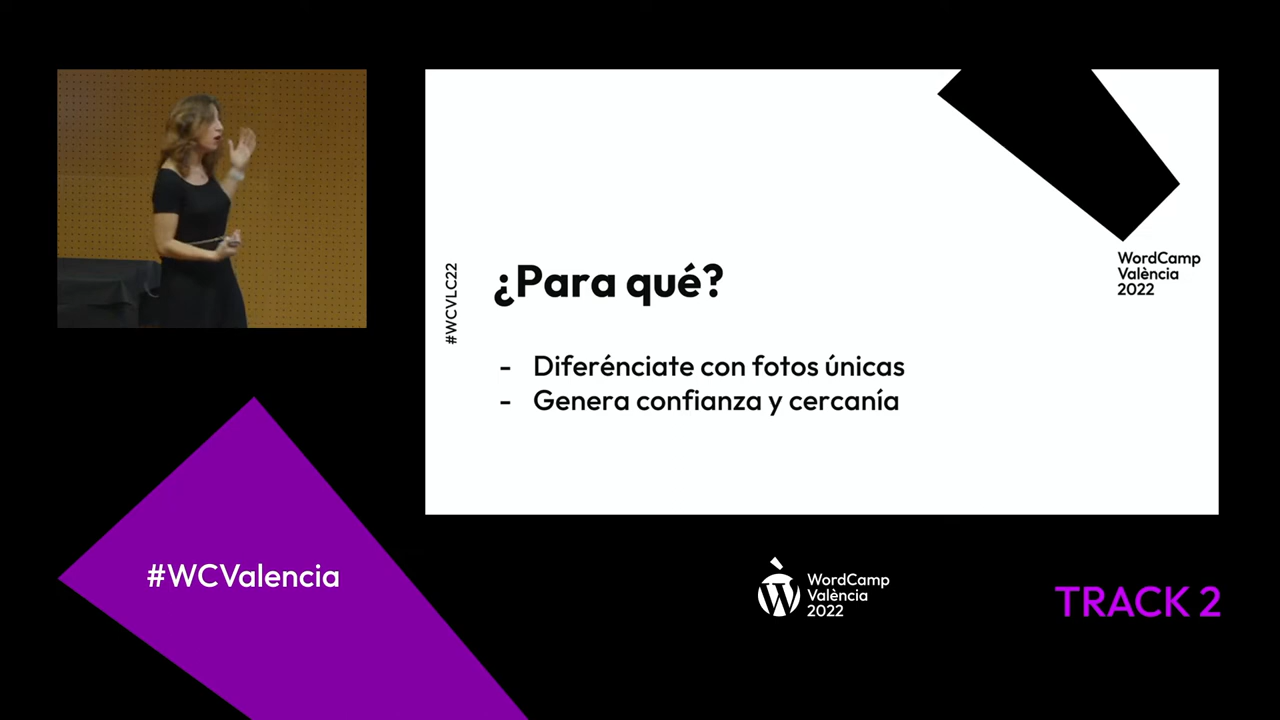 #WCVLC22
¿Para qué?
- Diferénciate con fotos únicas
- Genera confianza y cercanía
WordCamp
València
2022
#WCValencia
WordCamp
València
2022
TRACK 2